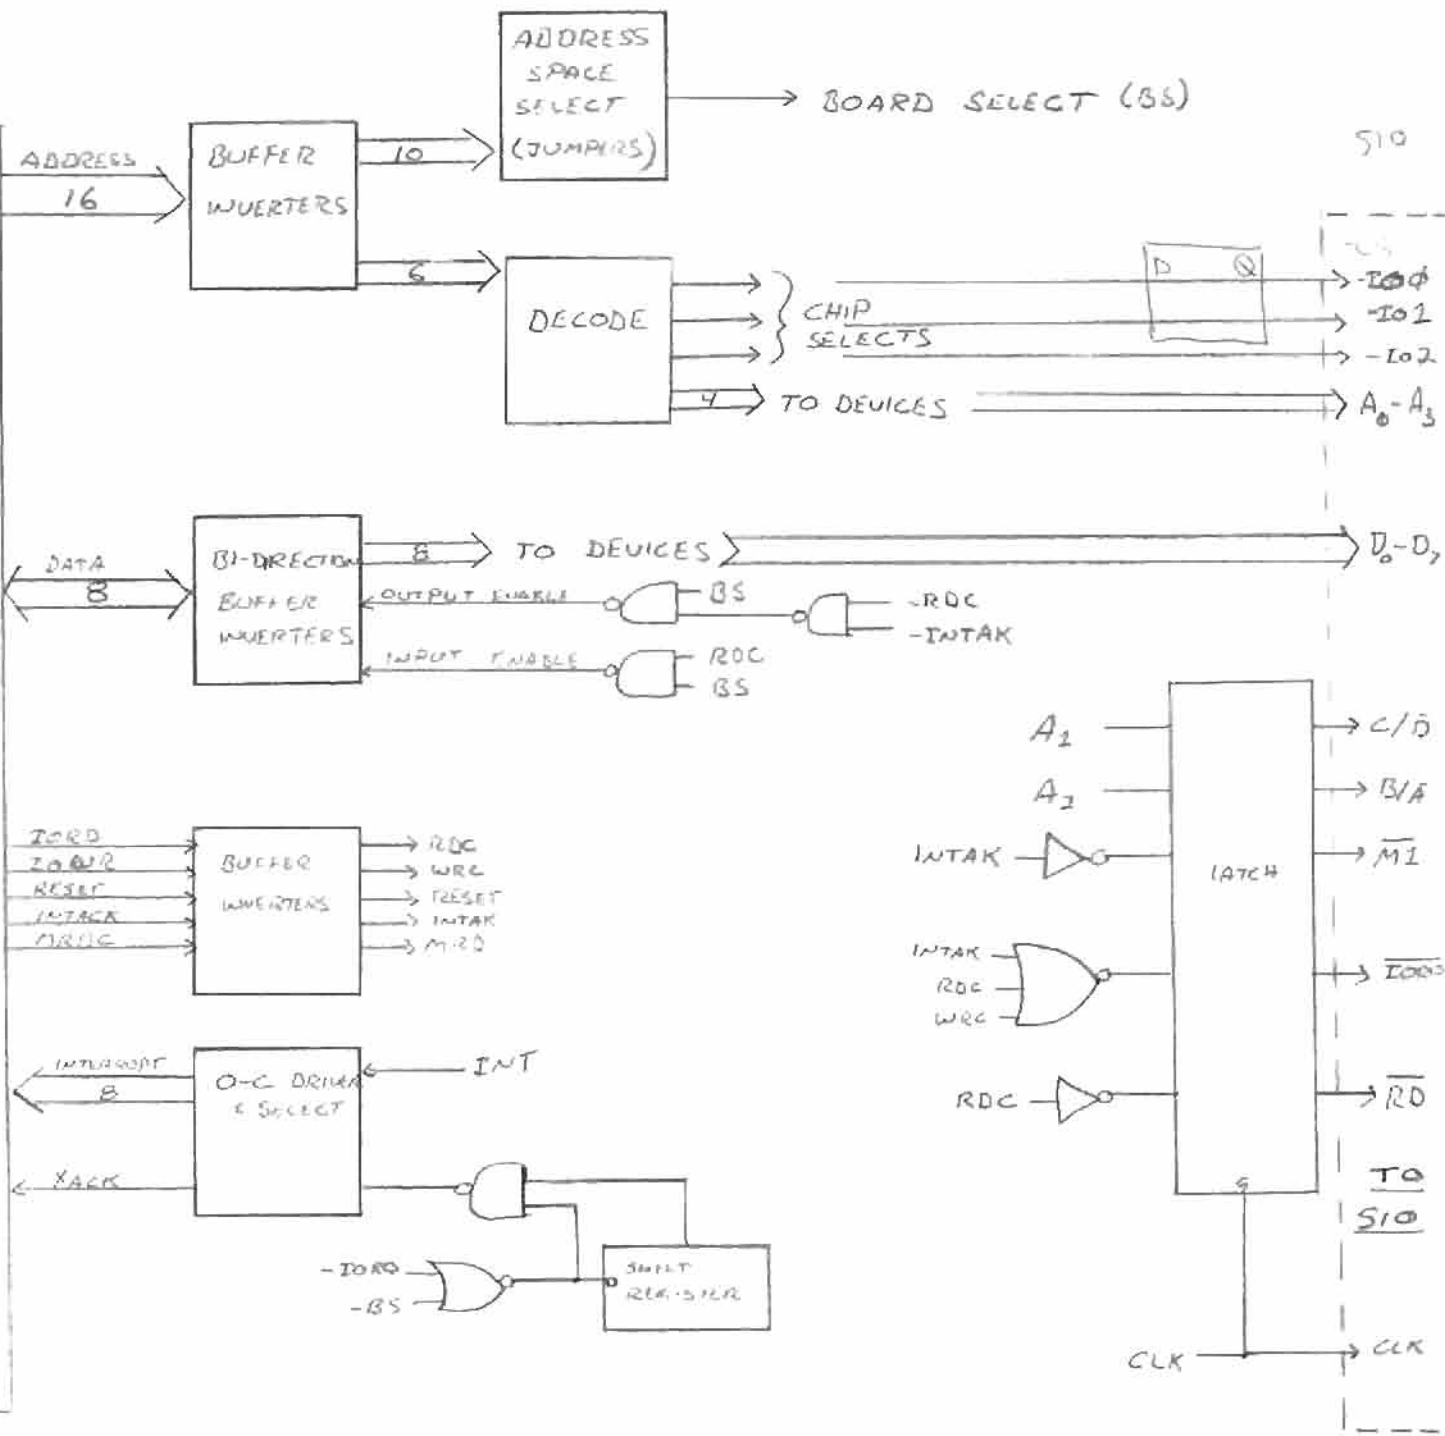 ADDRESS
SPACE
SELECT
(JUMPERS)
BOARD SELECT (BS)
SIO
ADDRESS
16
BUFFER
INVERTERS
10
6
DECODE
CHIP
SELECTS
4
TO DEVICES
D
Q
-IOφ
-IO1
-IO2
A₀-A₃
DATA
8
BI-DIRECTION
BUFFER
INVERTERS
8
TO DEVICES
D₀-D₇
OUTPUT ENABLE
BS
-RDC
-INTAK
INPUT ENABLE
RDC
BS
IORD
IOWR
RESET
INTACK
MRDC
BUFFER
INVERTERS
RDC
WRC
RESET
INTAK
MRD
INTERRUPT
8
O-C DRIVER
& SELECT
INT
XACK
-IORQ
-BS
SHIFT
REGISTER
A₁
A₂
INTAK
INTAK
RDC
WRC
RDC
LATCH
C/D̄
B/Ā
M̅1̅
R̅D̅
TO
SIO
CLK
CLK